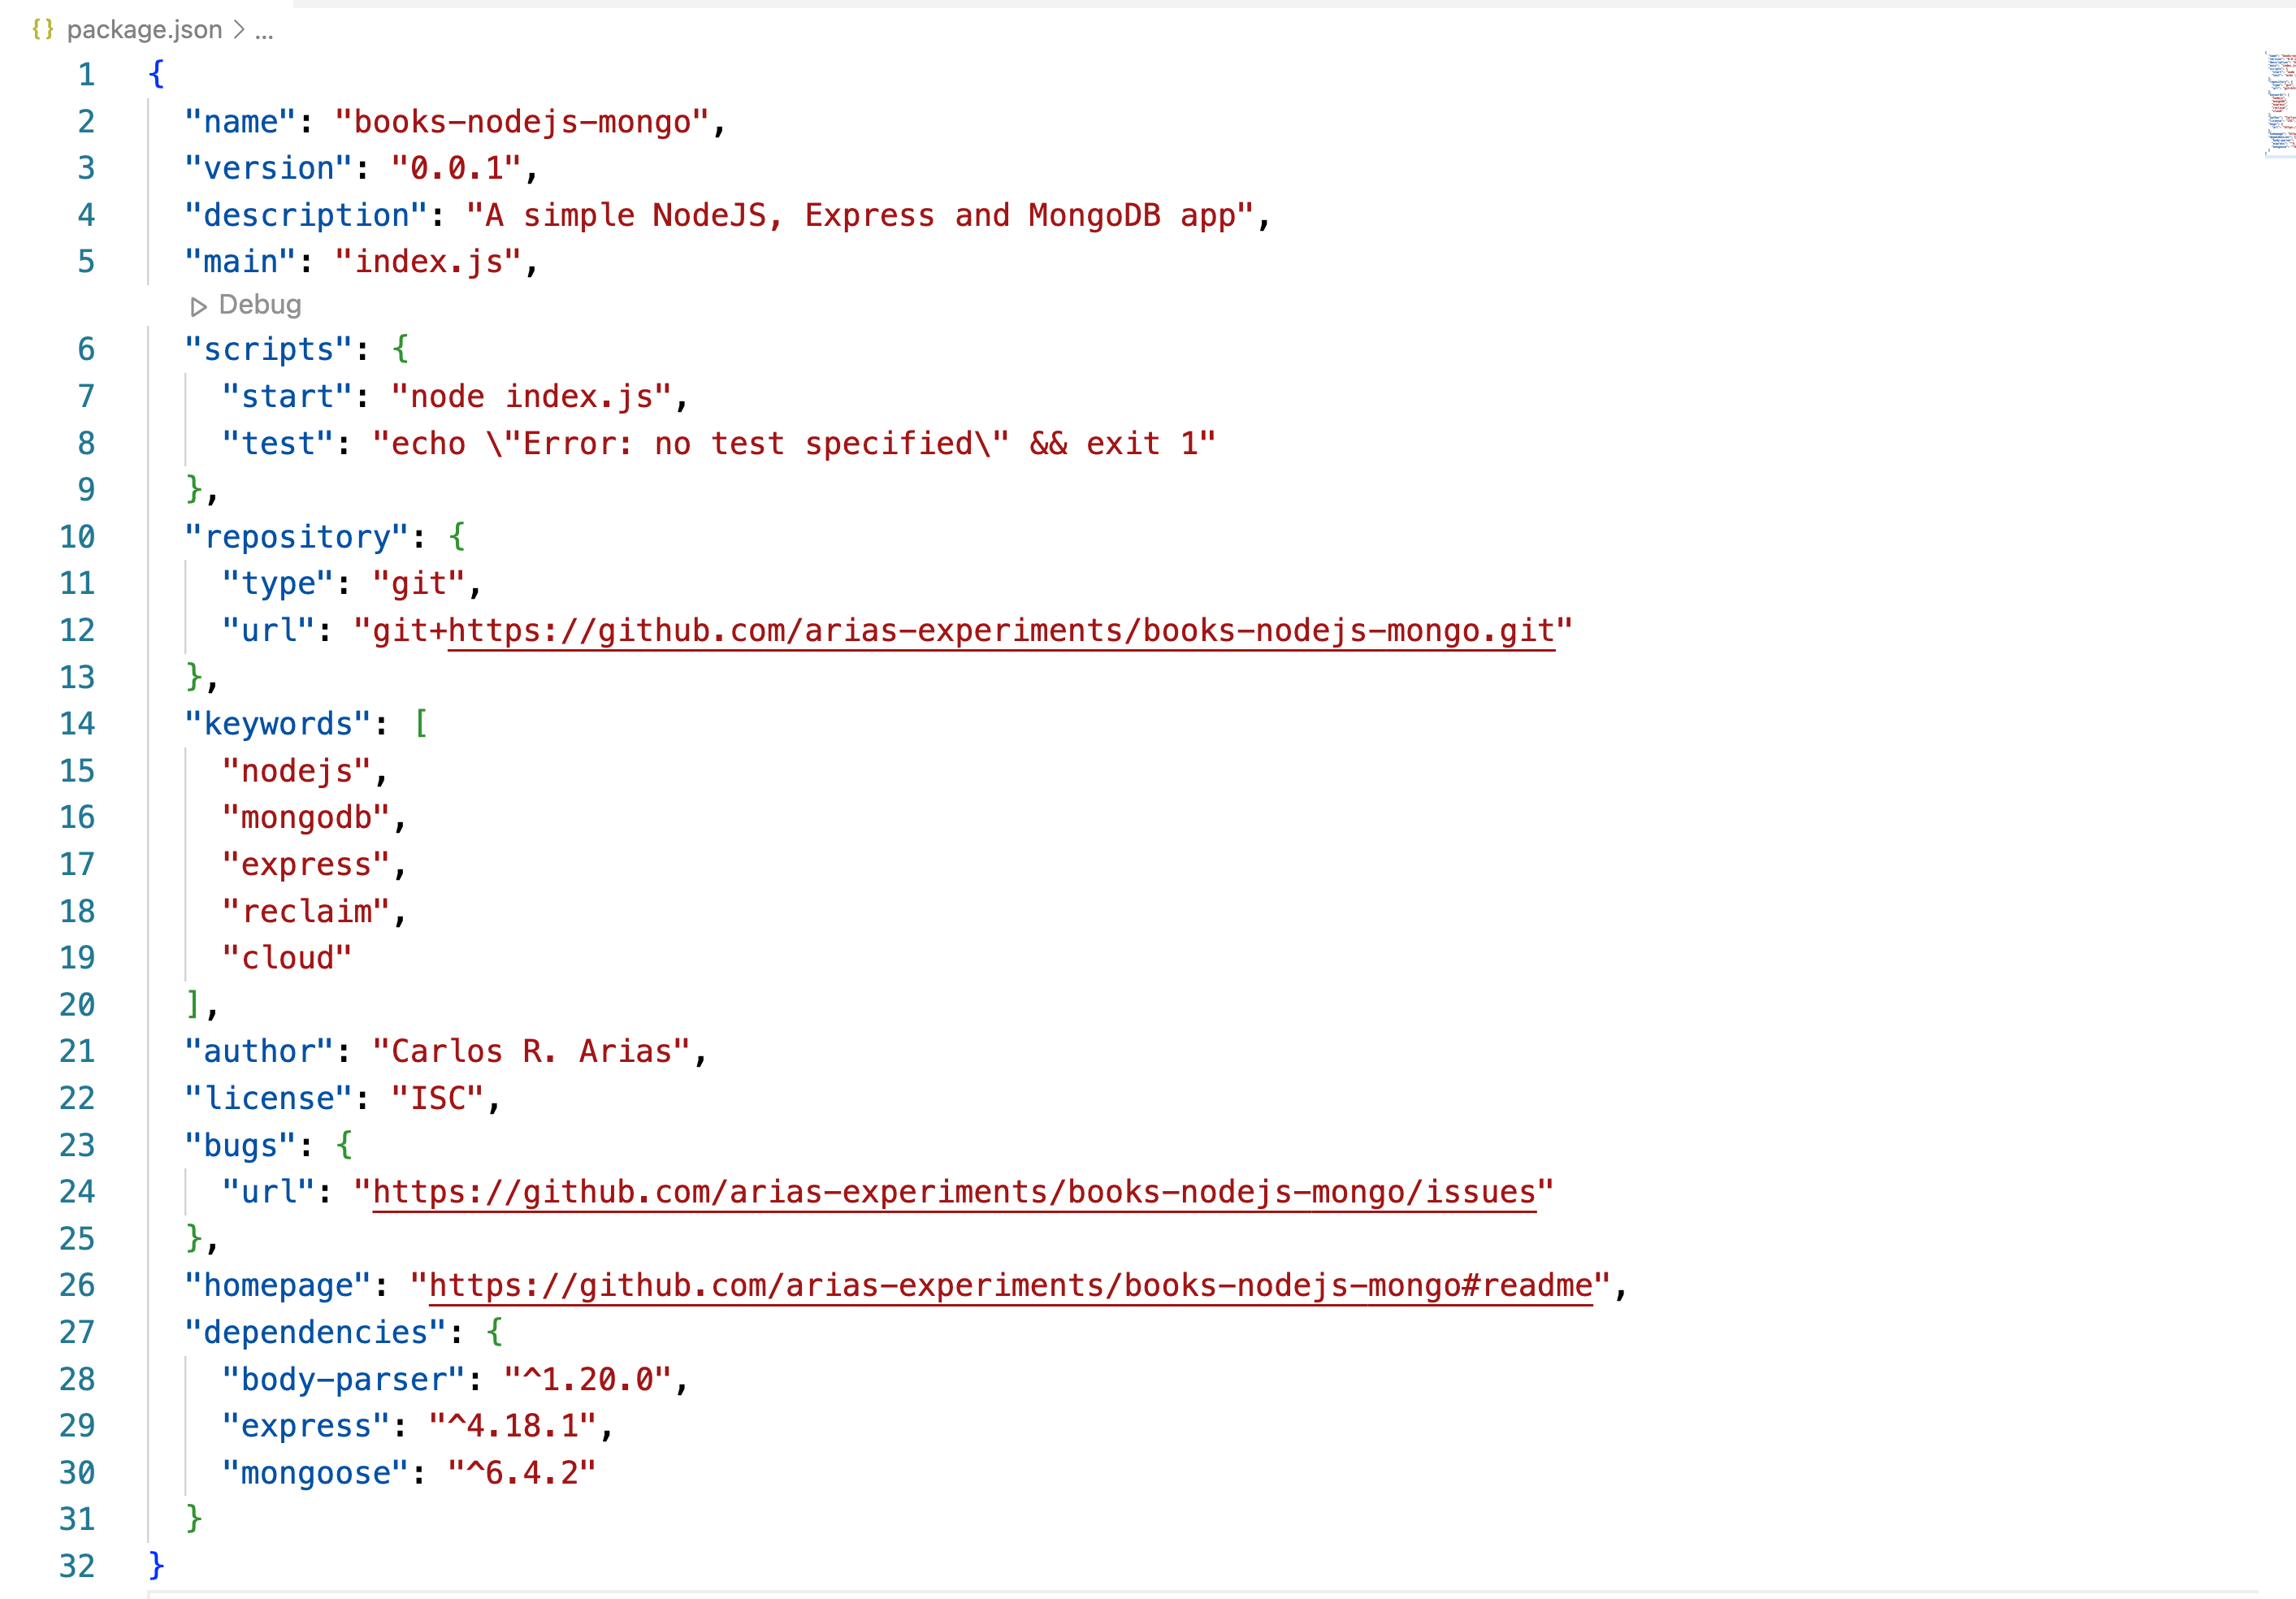 {} package.json > ...
1 {
2 "name": "books-nodejs-mongo",
3 "version": "0.0.1",
4 "description": "A simple NodeJS, Express and MongoDB app",
5 "main": "index.js",
Debug
6 "scripts": {
7 "start": "node index.js",
8 "test": "echo \"Error: no test specified\" && exit 1"
9 },
10 "repository": {
11 "type": "git",
12 "url": "git+https://github.com/arias-experiments/books-nodejs-mongo.git"
13 },
14 "keywords": [
15 "nodejs",
16 "mongodb",
17 "express",
18 "reclaim",
19 "cloud"
20 ],
21 "author": "Carlos R. Arias",
22 "license": "ISC",
23 "bugs": {
24 "url": "https://github.com/arias-experiments/books-nodejs-mongo/issues"
25 },
26 "homepage": "https://github.com/arias-experiments/books-nodejs-mongo#readme",
27 "dependencies": {
28 "body-parser": "^1.20.0",
29 "express": "^4.18.1",
30 "mongoose": "^6.4.2"
31 }
32 }